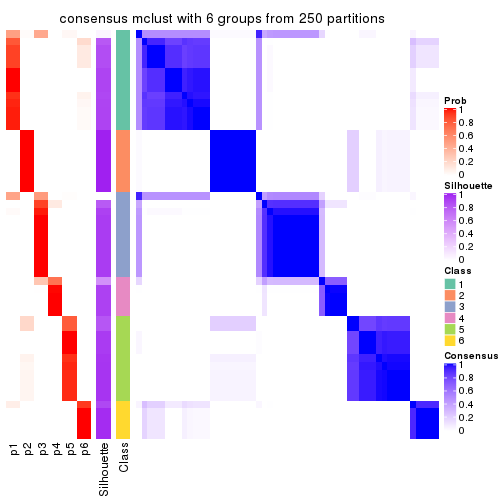 consensus mclust with 6 groups from 250 partitions
Prob
1
0.8
0.6
0.4
0.2
0
Silhouette
1
0.8
0.6
0.4
0.2
0
Class
1
2
3
4
5
6
Consensus
1
0.8
0.6
0.4
0.2
0
p1
p2
p3
p4
p5
p6
Silhouette
Class